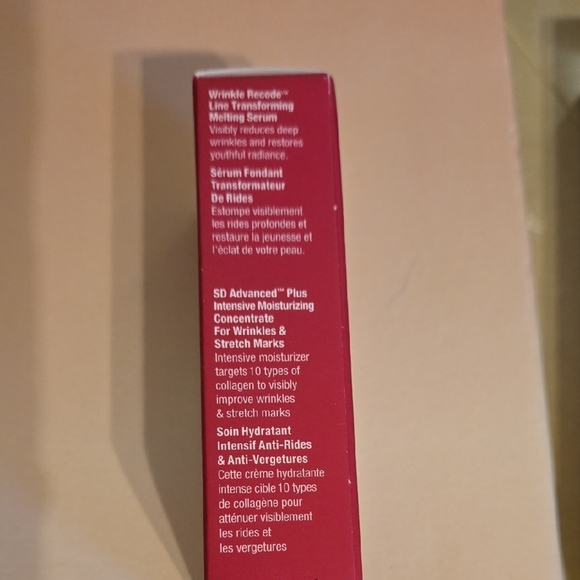 Wrinkle Recode™
Line Transforming
Melting Serum
Visibly reduces deep
wrinkles and restores
youthful radiance.
Sérum Fondant
Transformateur
De Rides
Estompe visiblement
les rides profondes et
restaure la jeunesse et
l'éclat de votre peau.
SD Advanced™ Plus
Intensive Moisturizing
Concentrate
For Wrinkles &
Stretch Marks
Intensive moisturizer
targets 10 types of
collagen to visibly
improve wrinkles
& stretch marks
Soin Hydratant
Intensif Anti-Rides
& Anti-Vergetures
Cette crème hydratante
intense cible 10 types
de collagène pour
atténuer visiblement
les rides et
les vergetures